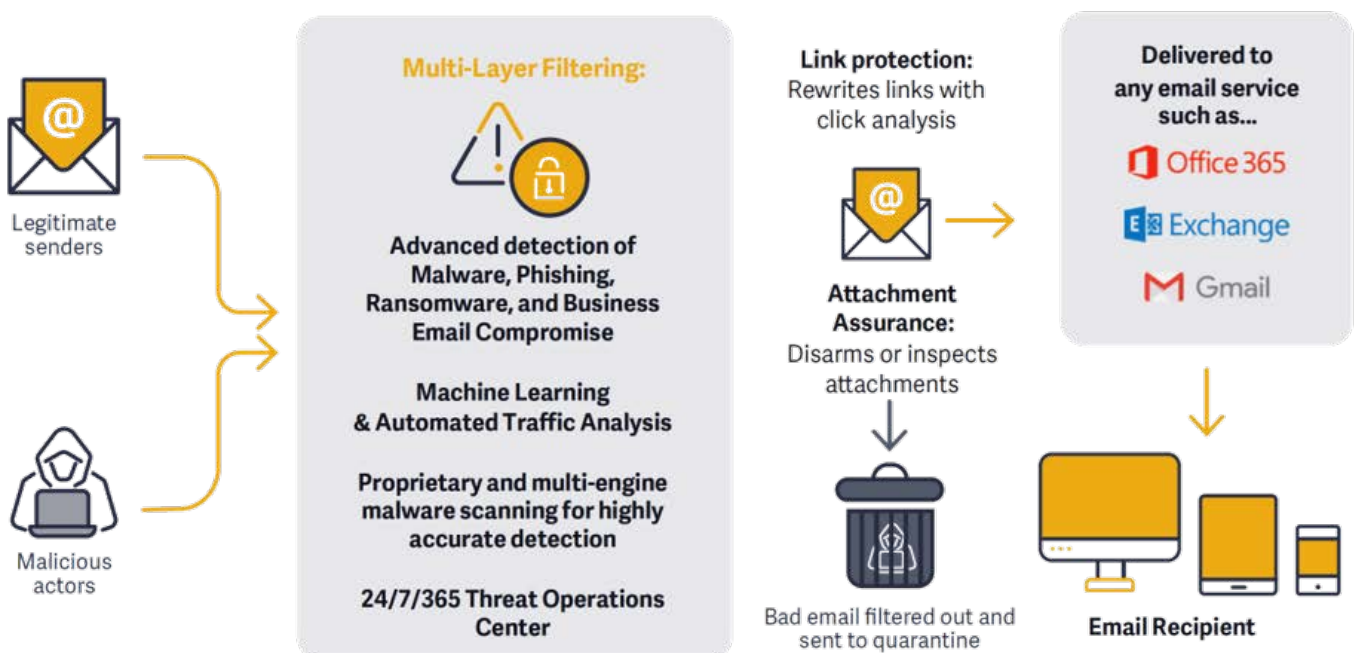 Legitimate
senders
Malicious
actors
Multi-Layer Filtering:
Advanced detection of
Malware, Phishing,
Ransomware, and Business
Email Compromise
Machine Learning
& Automated Traffic Analysis
Proprietary and multi-engine
malware scanning for highly
accurate detection
24/7/365 Threat Operations
Center
Link protection:
Rewrites links with
click analysis
Attachment
Assurance:
Disarms or inspects
attachments
Bad email filtered out and
sent to quarantine
Delivered to
any email service
such as...
Office 365
Exchange
Gmail
Email Recipient